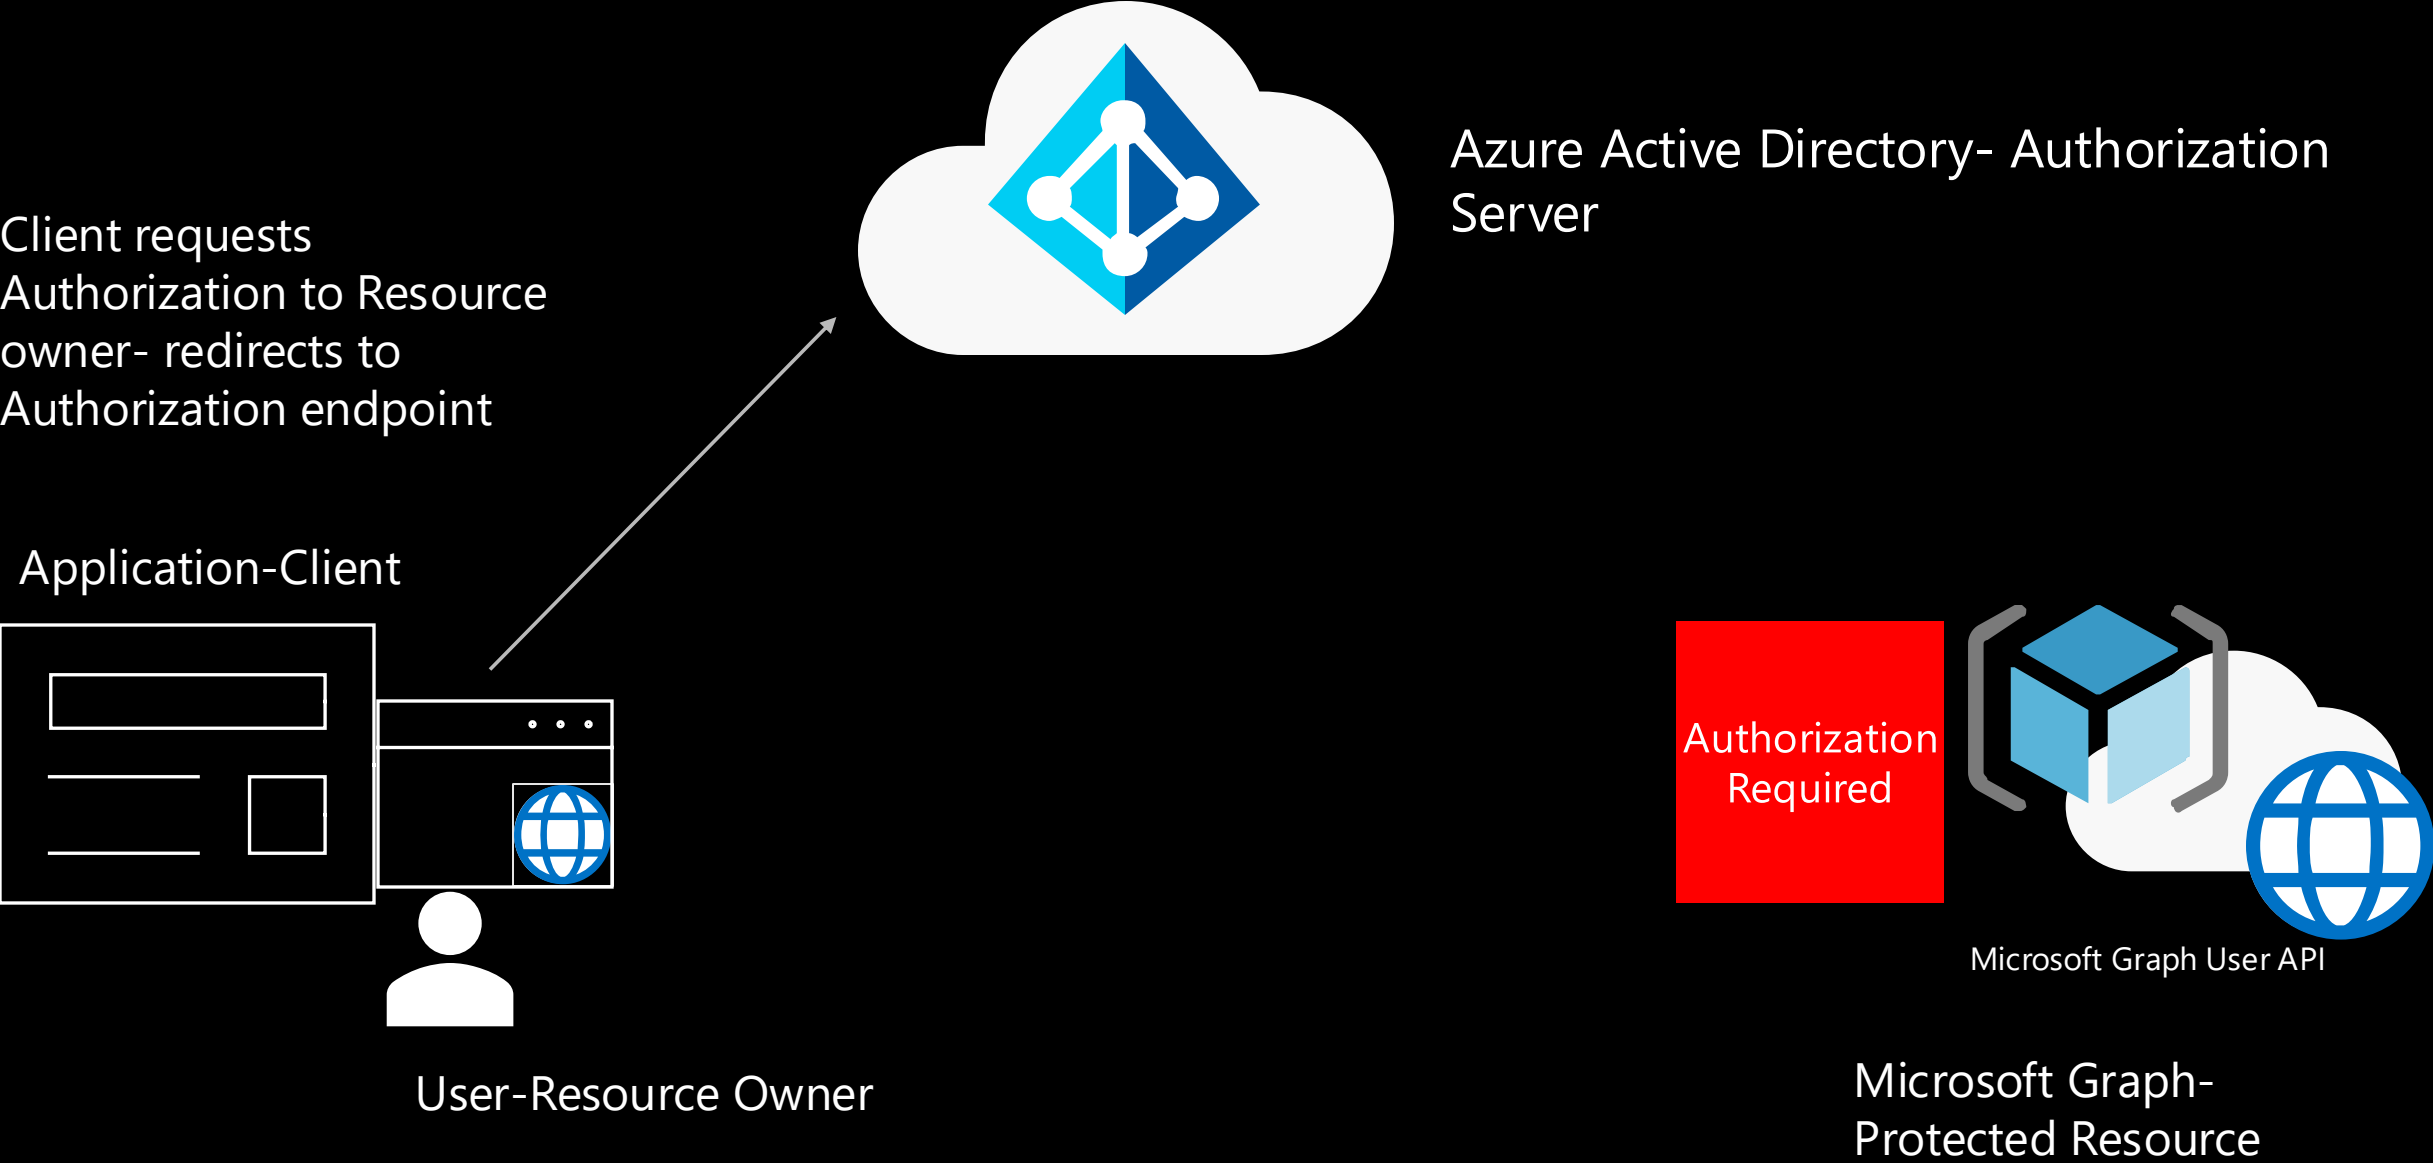 Azure Active Directory- Authorization
Server
Client requests
Authorization to Resource
owner- redirects to
Authorization endpoint
Application-Client
Authorization
Required
Microsoft Graph User API
User-Resource Owner
Microsoft Graph-
Protected Resource